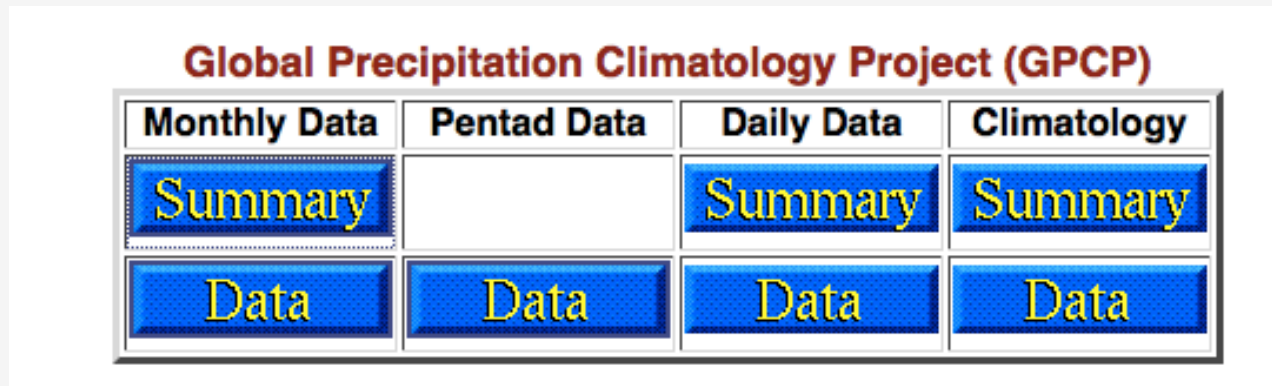 Global Precipitation Climatology Project (GPCP)
Monthly Data Pentad Data Daily Data Climatology
Summary Summary Summary
Data Data Data Data